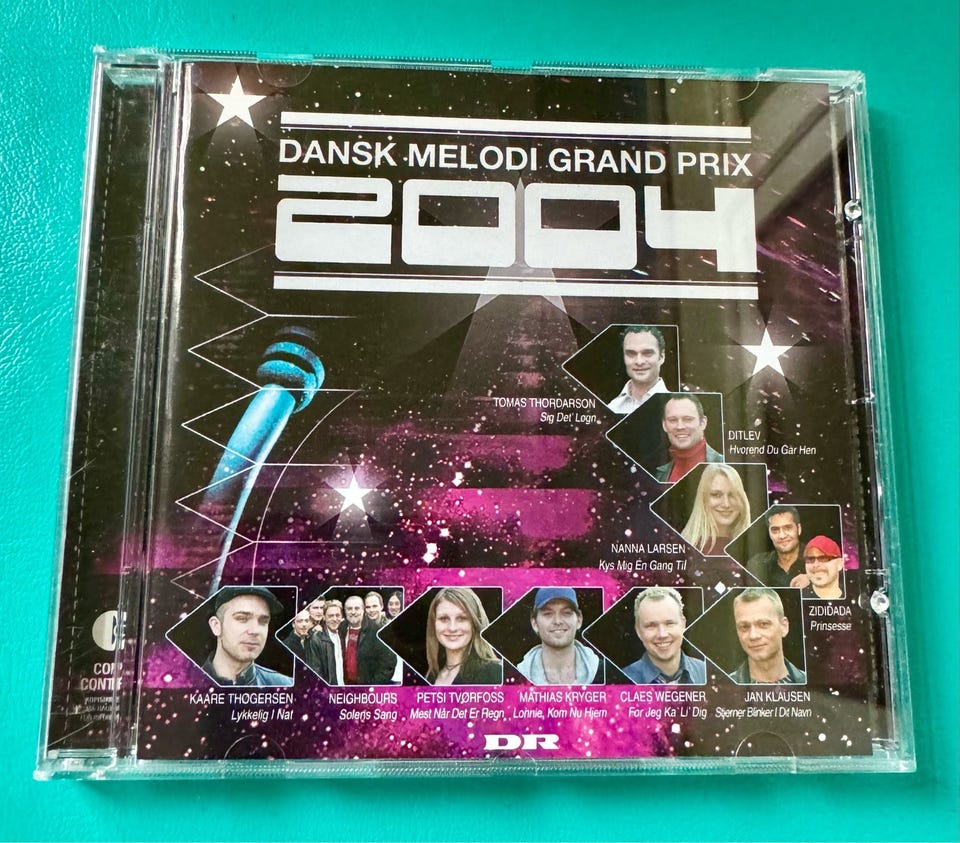 DANSK MELODI GRAND PRIX
2004
TOMAS THORDARSON
Sig Det' Løgn
DITLEV
Hvorend Du Går Hen
NANNA LARSEN
Kys Mig En Gang Til
ZIDIDADA
Prinsesse
KAARE THØGERSEN
Lykkelig I Nat
NEIGHBOURS
Solens Sang
PETSI TVØRFOSS
Mest Når Det Er Regn
MATHIAS KRYGER
Lonnie, Kom Nu Hjem
CLAES WEGENER
For Jeg Ka' Li' Dig
JAN KLAUSEN
Stjerner Blinker I Dit Navn
DR